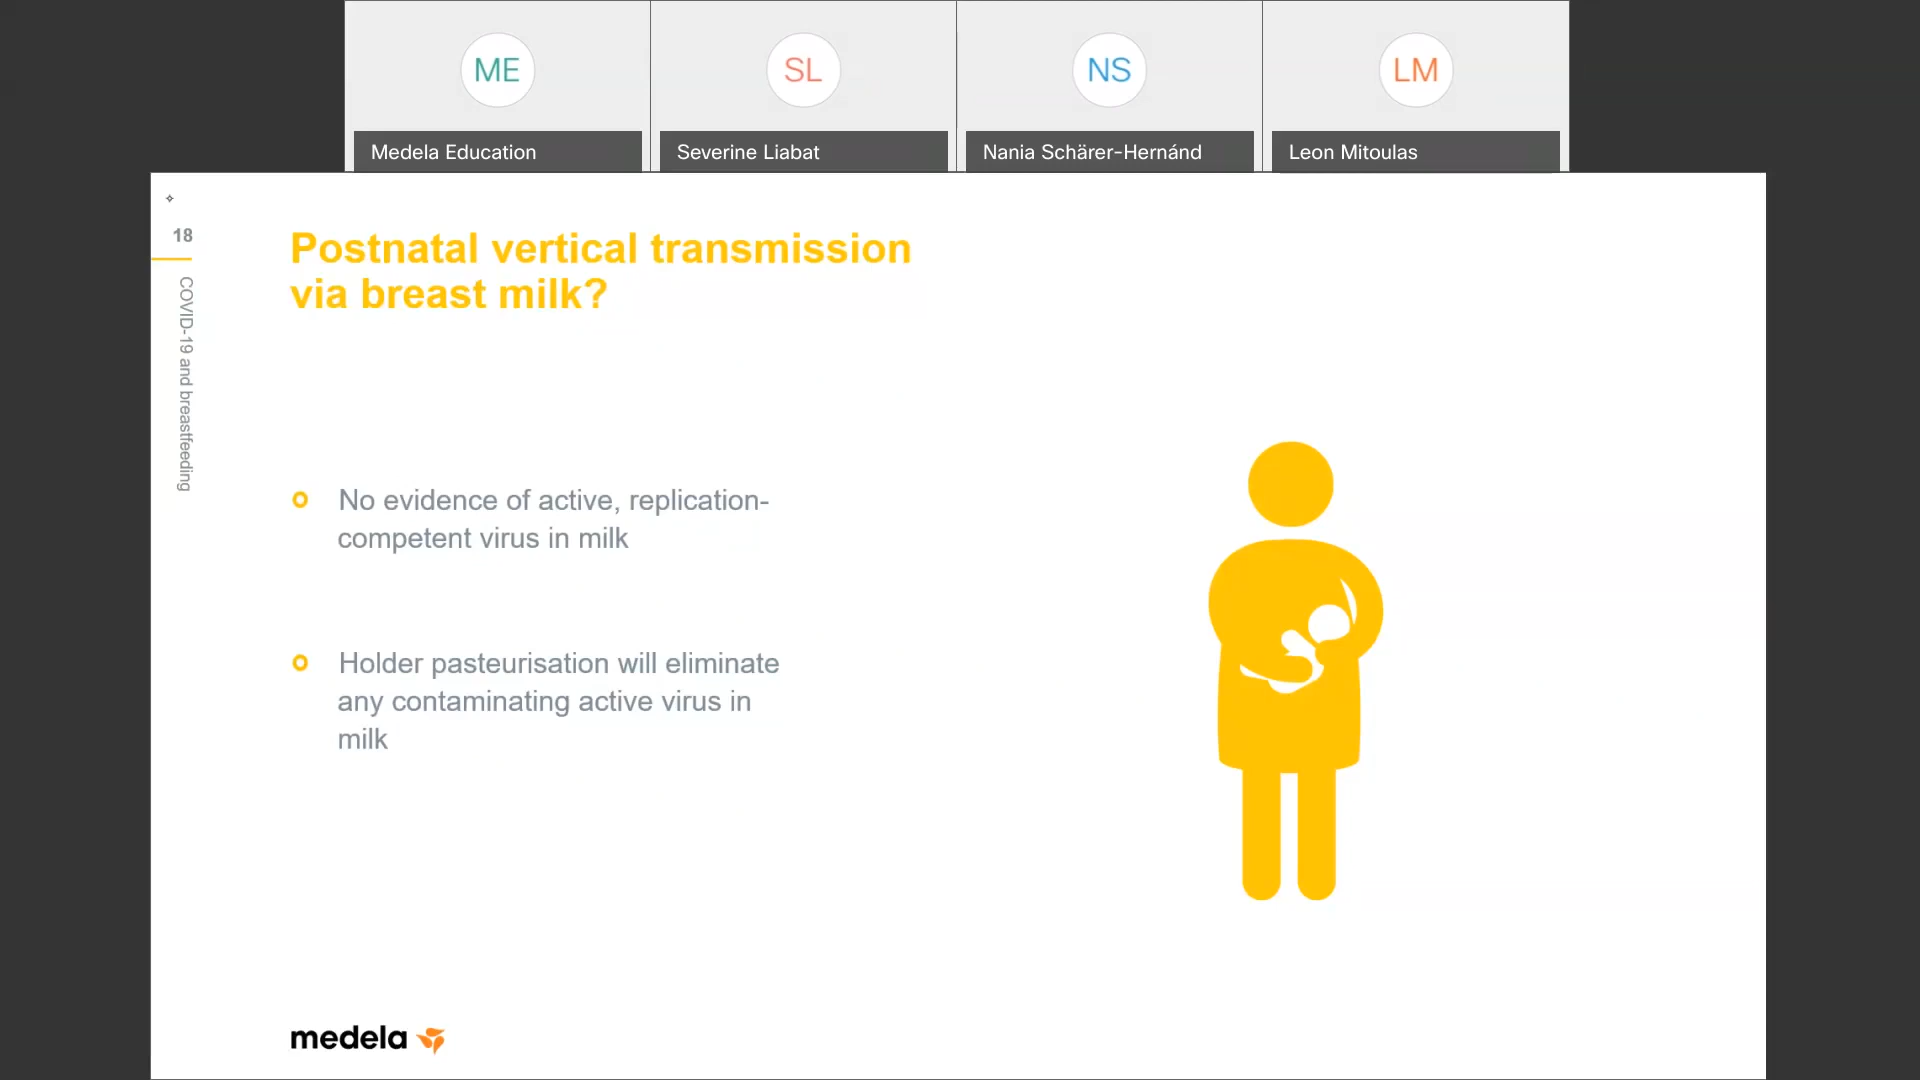 ME
SL
NS
LM
Medela Education
Severine Liabat
Nania Schärer-Hernánd
Leon Mitoulas
18
COVID-19 and breastfeeding
Postnatal vertical transmission
via breast milk?
No evidence of active, replication-
competent virus in milk
Holder pasteurisation will eliminate
any contaminating active virus in
milk
medela